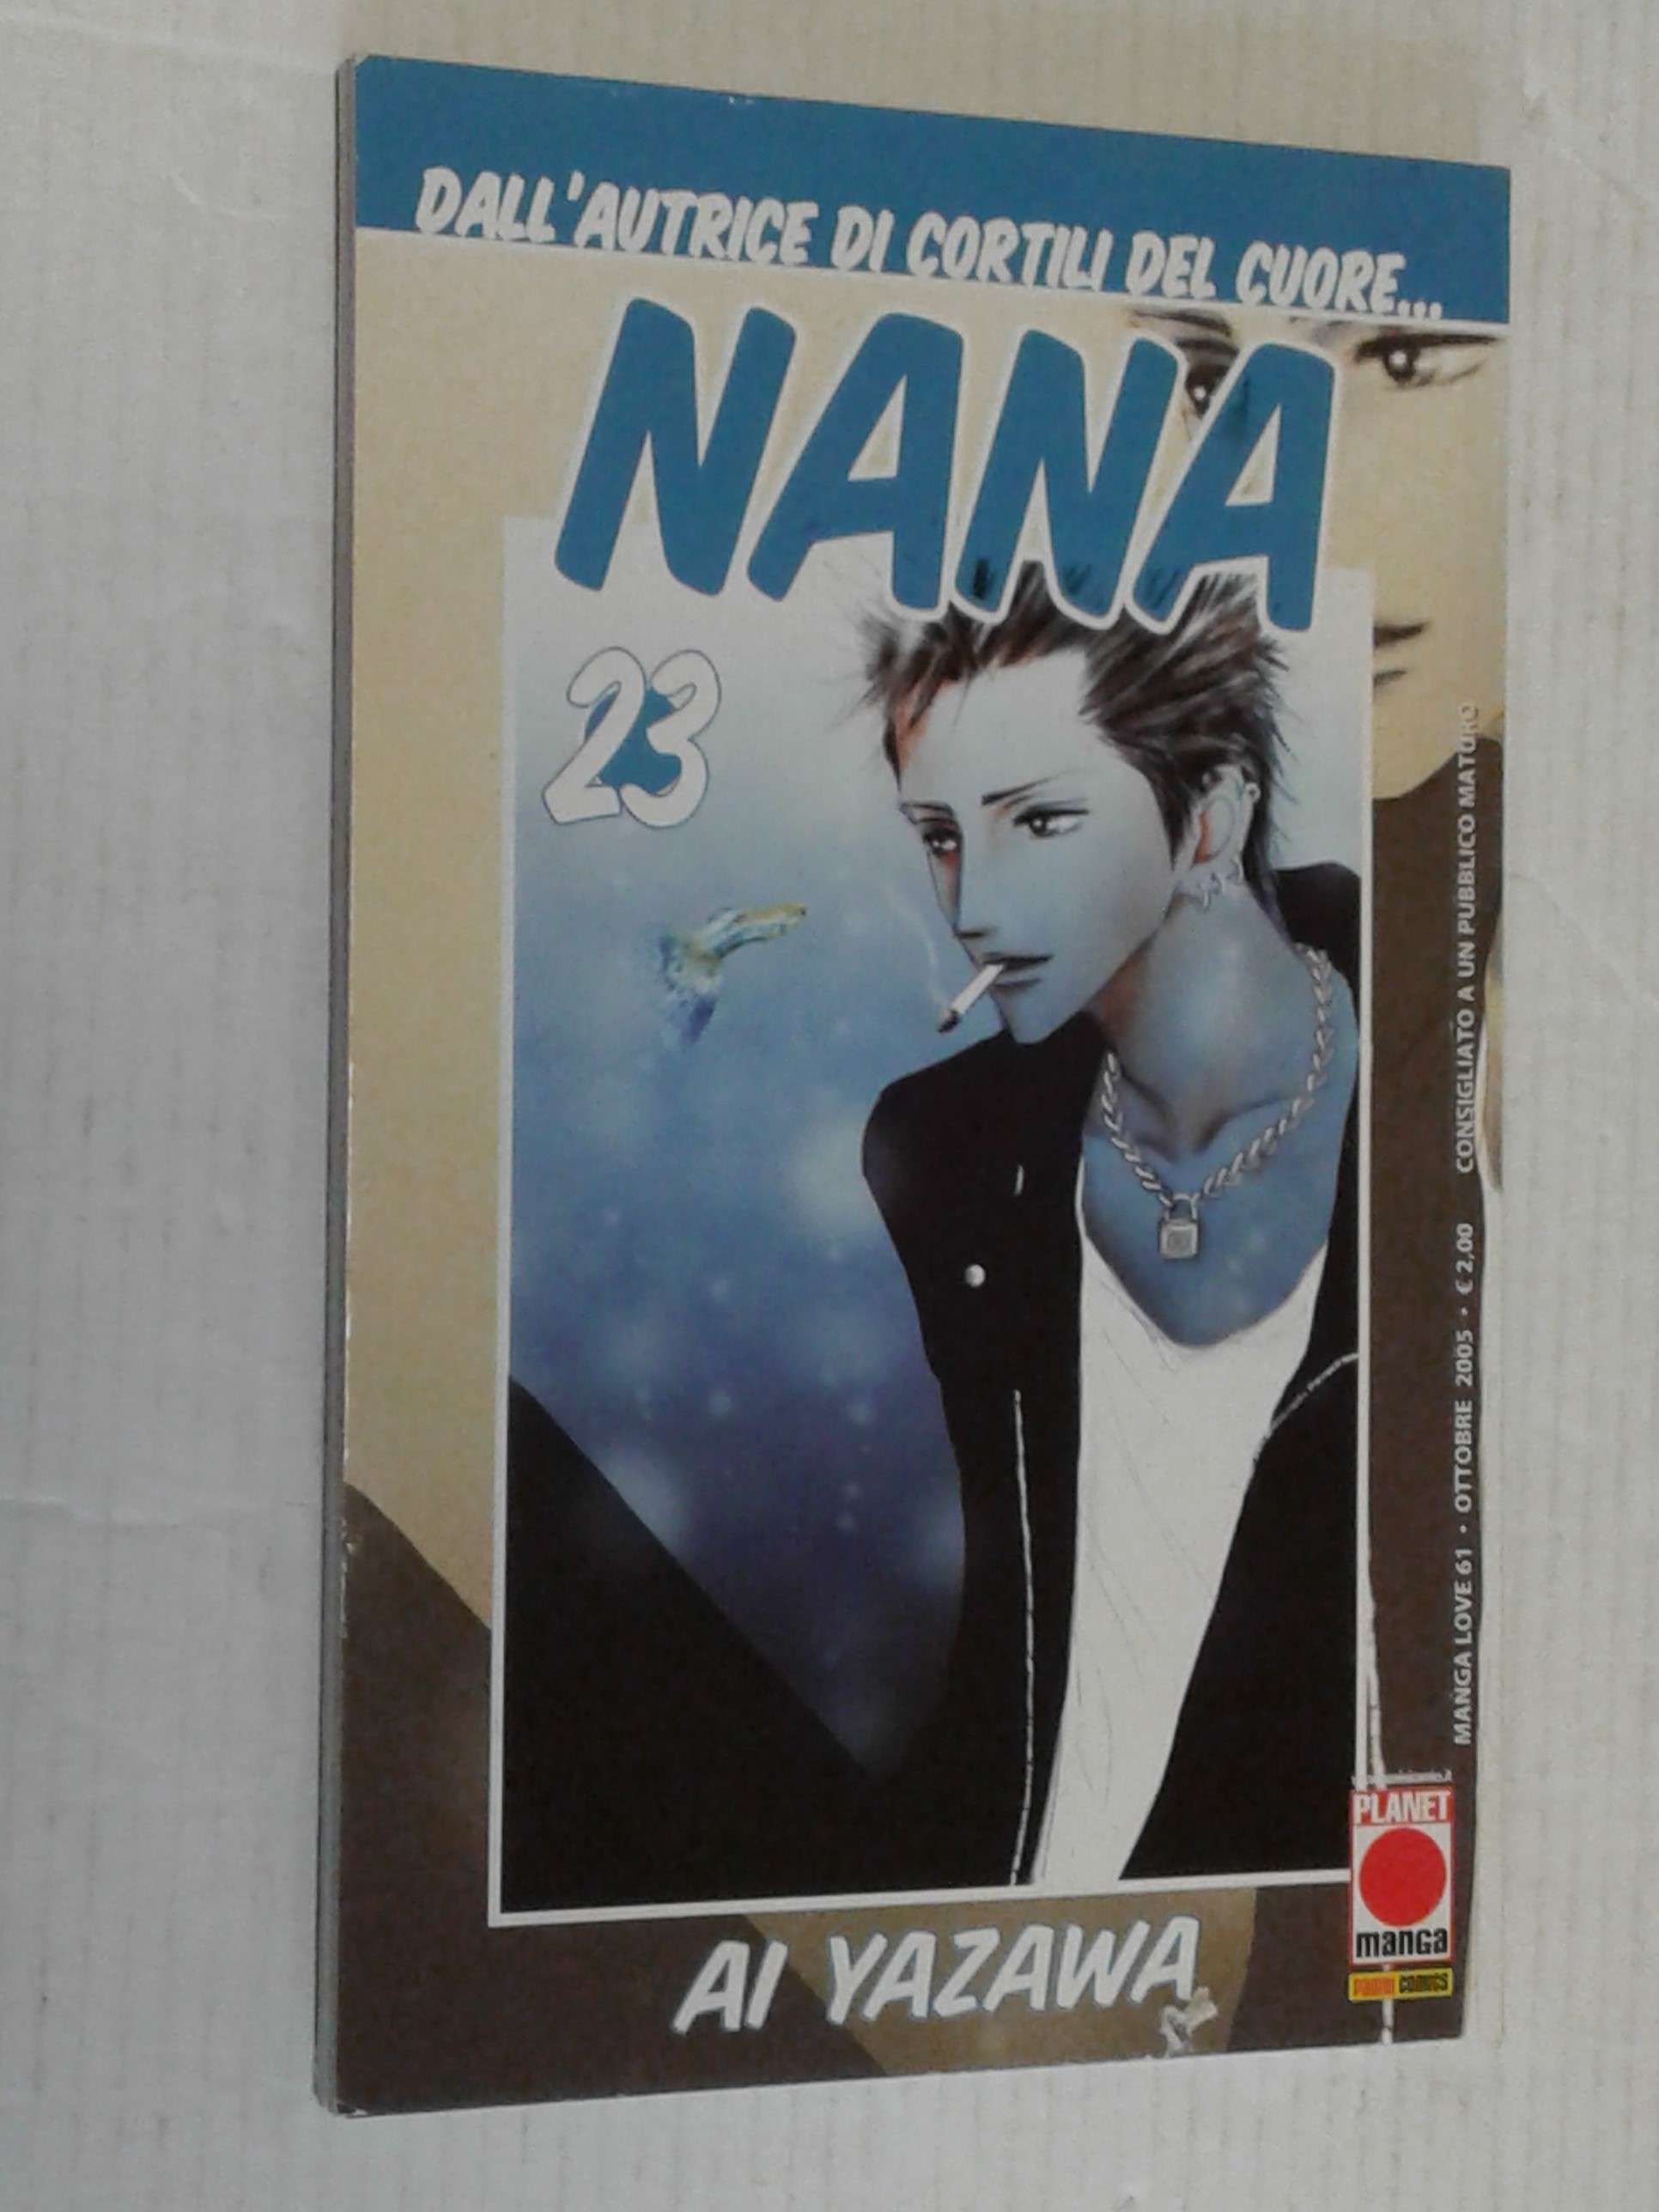 DALL'AUTRICE DI CORTILI DEL CUORE...
NANA
23
CONSIGLIATO A UN PUBBLICO MATURO
MANGA LOVE 61 • OTTOBRE 2005 • € 2,00
PLANET
manga
PANINI COMICS
AI YAZAWA